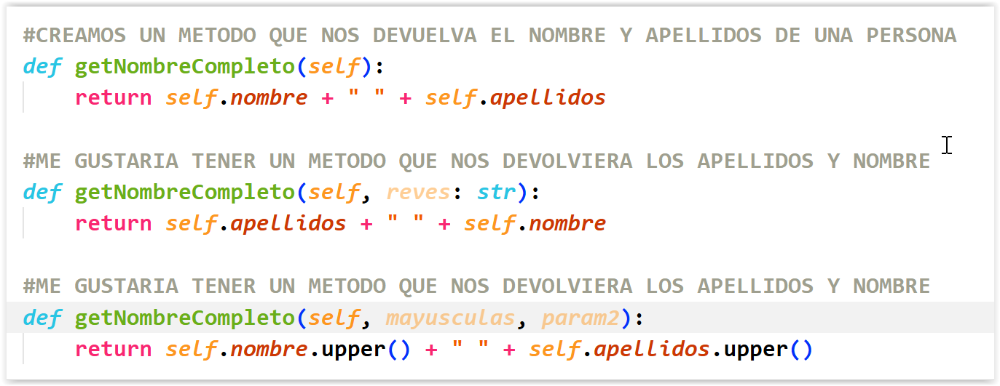 #CREAMOS UN METODO QUE NOS DEVUELVA EL NOMBRE Y APELLIDOS DE UNA PERSONA
def getNombreCompleto(self):
    return self.nombre + " " + self.apellidos
#ME GUSTARIA TENER UN METODO QUE NOS DEVOLVIERA LOS APELLIDOS Y NOMBRE
def getNombreCompleto(self, reves: str):
    return self.apellidos + " " + self.nombre
#ME GUSTARIA TENER UN METODO QUE NOS DEVOLVIERA LOS APELLIDOS Y NOMBRE
def getNombreCompleto(self, mayusculas, param2):
    return self.nombre.upper() + " " + self.apellidos.upper()